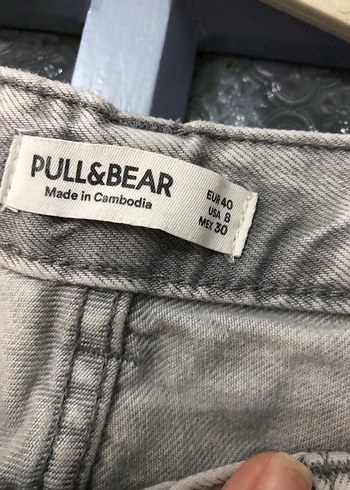 PULL&BEAR
Made in Cambodia
EUR 40
USA 8
MEX 30